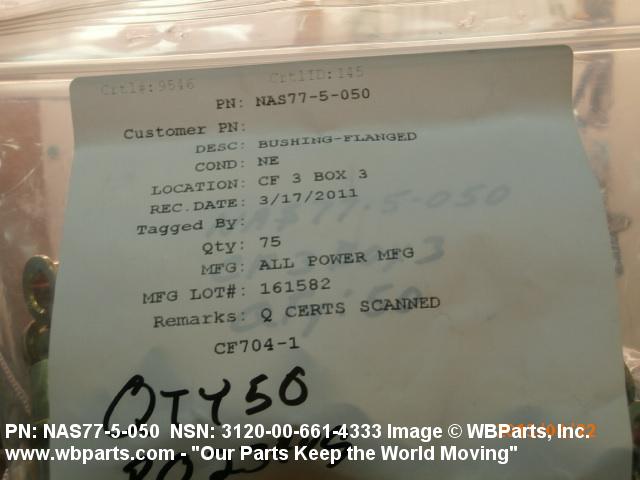 Crtl#:9546 CrtlID:145
PN: NAS77-5-050
Customer PN:
DESC: BUSHING-FLANGED
COND: NE
LOCATION: CF 3 BOX 3
REC.DATE: 3/17/2011
Tagged By:
Qty: 75
MFG: ALL POWER MFG
MFG LOT#: 161582
Remarks: Q CERTS SCANNED
CF704-1
QTY 50
PN: NAS77-5-050 NSN: 3120-00-661-4333 Image © WBParts, Inc.
www.wbparts.com - "Our Parts Keep the World Moving"